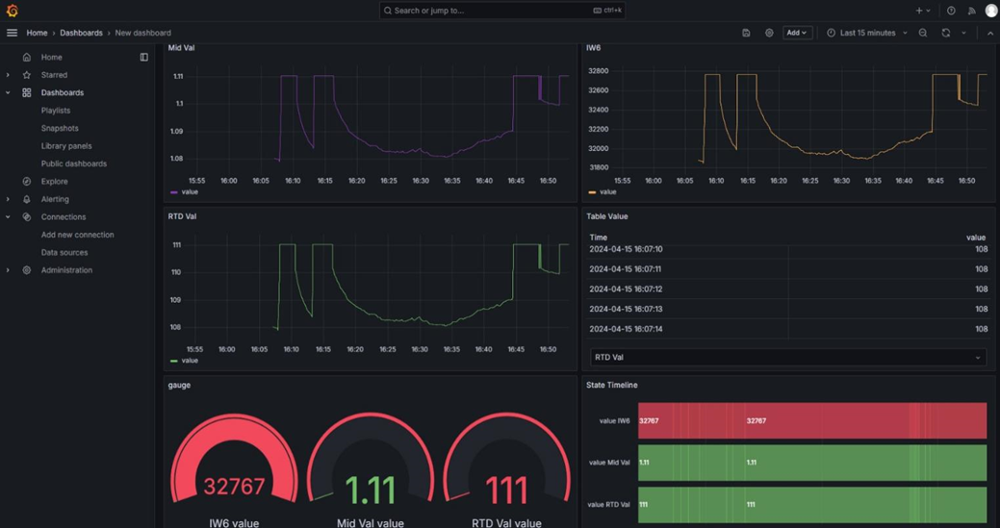 Search or jump to...
ctrl+k
Home › Dashboards › New dashboard
Add
Last 15 minutes
Home
Starred
Dashboards
Playlists
Snapshots
Library panels
Public dashboards
Explore
Alerting
Connections
Add new connection
Data sources
Administration
Mid Val
1.11
1.1
1.09
1.08
15:55 16:00 16:05 16:10 16:15 16:20 16:25 16:30 16:35 16:40 16:45 16:50
value
IW6
32800
32600
32400
32200
32000
31800
15:55 16:00 16:05 16:10 16:15 16:20 16:25 16:30 16:35 16:40 16:45 16:50
value
RTD Val
111
110
109
108
15:55 16:00 16:05 16:10 16:15 16:20 16:25 16:30 16:35 16:40 16:45 16:50
value
Table Value
Time value
2024-04-15 16:07:10 108
2024-04-15 16:07:11 108
2024-04-15 16:07:12 108
2024-04-15 16:07:13 108
2024-04-15 16:07:14 108
RTD Val
gauge
32767
IW6 value
1.11
Mid Val value
111
RTD Val value
State Timeline
value IW6 32767 32767
value Mid Val 1.11 1.11
value RTD Val 111 111